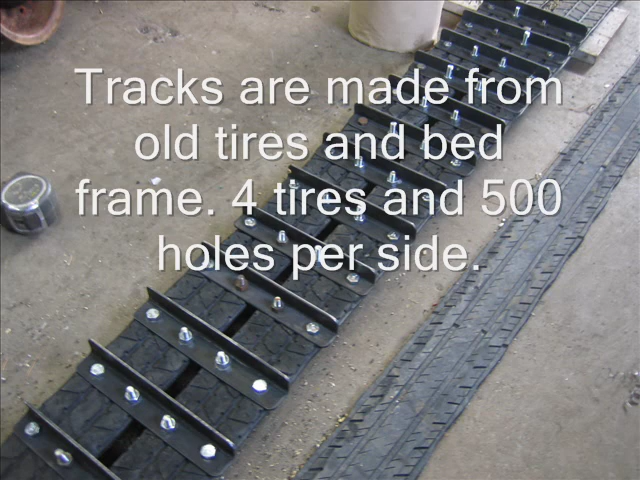 Tracks are made from
old tires and bed
frame. 4 tires and 500
holes per side.